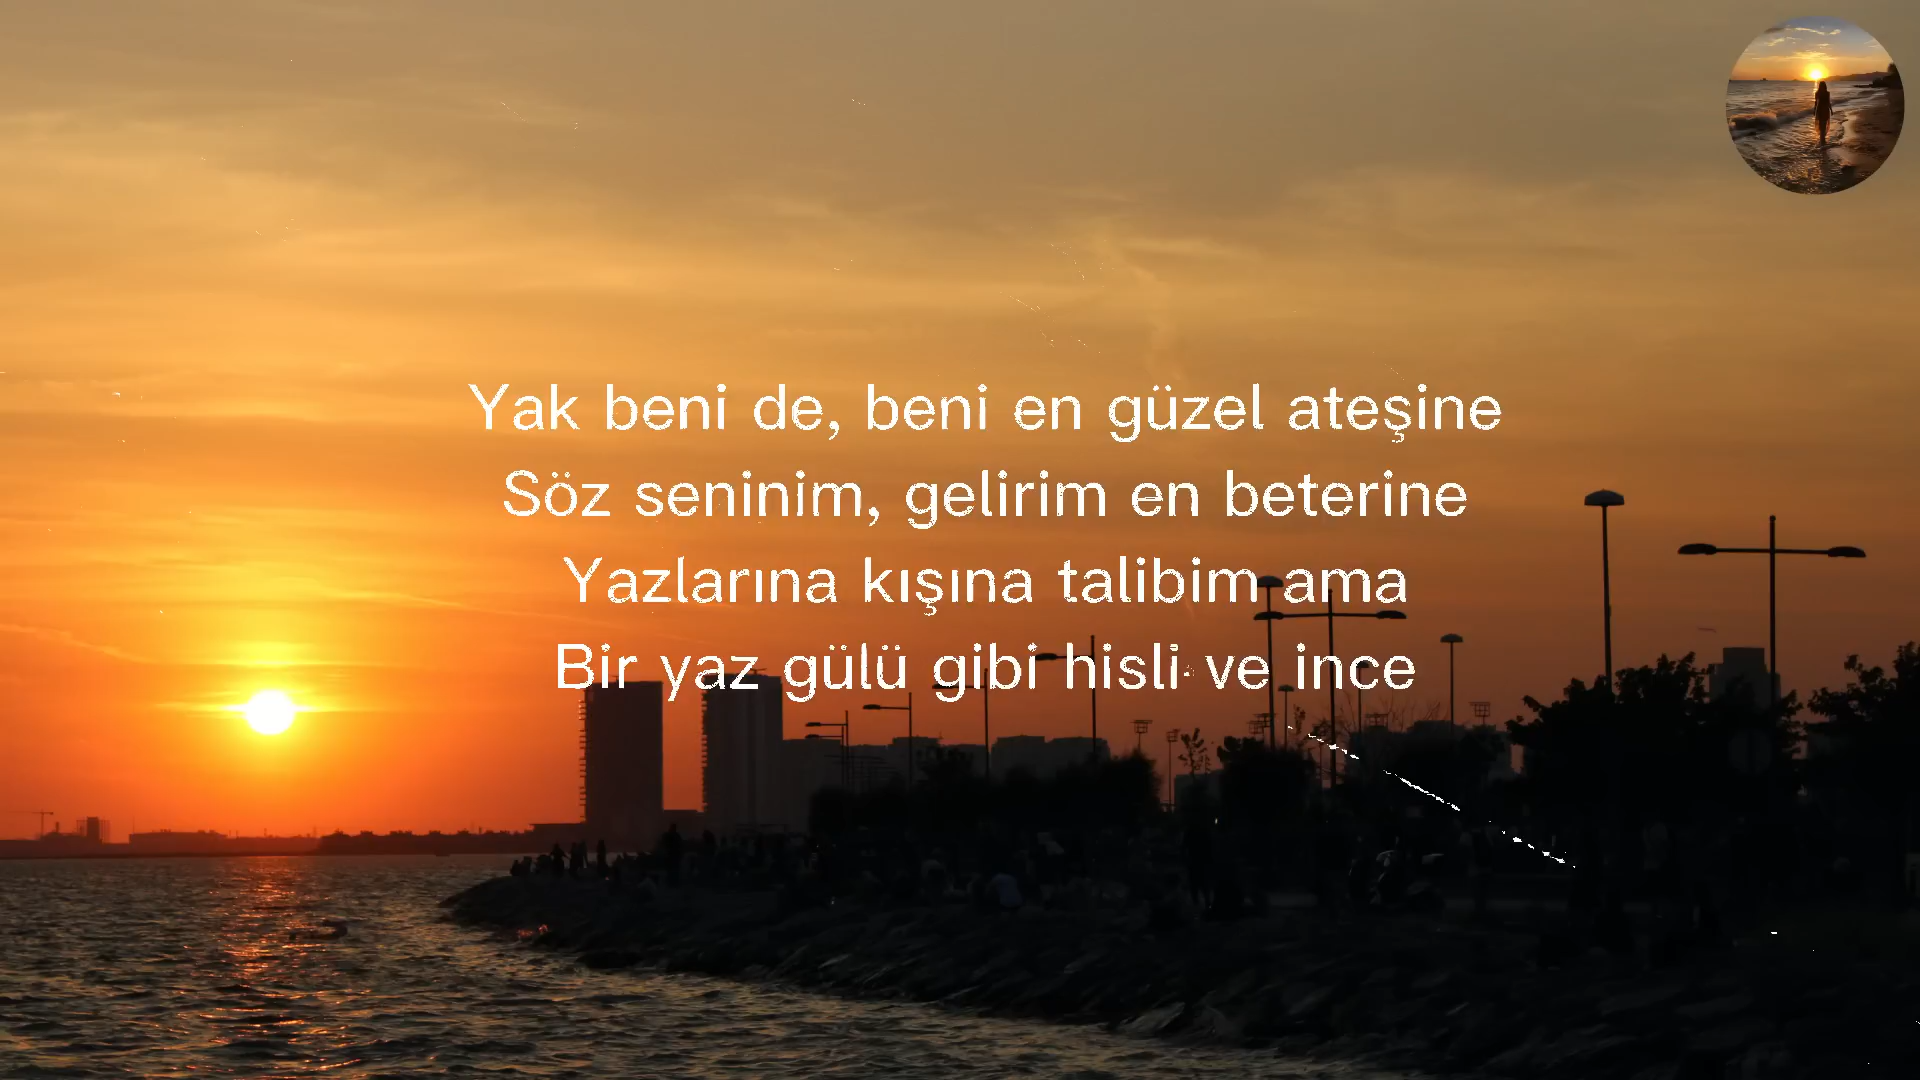 Yak beni de, beni en güzel ateşine
Söz seninim, gelirim en beterine
Yazlarına kışına talibim ama
Bir yaz gülü gibi hisli ve ince